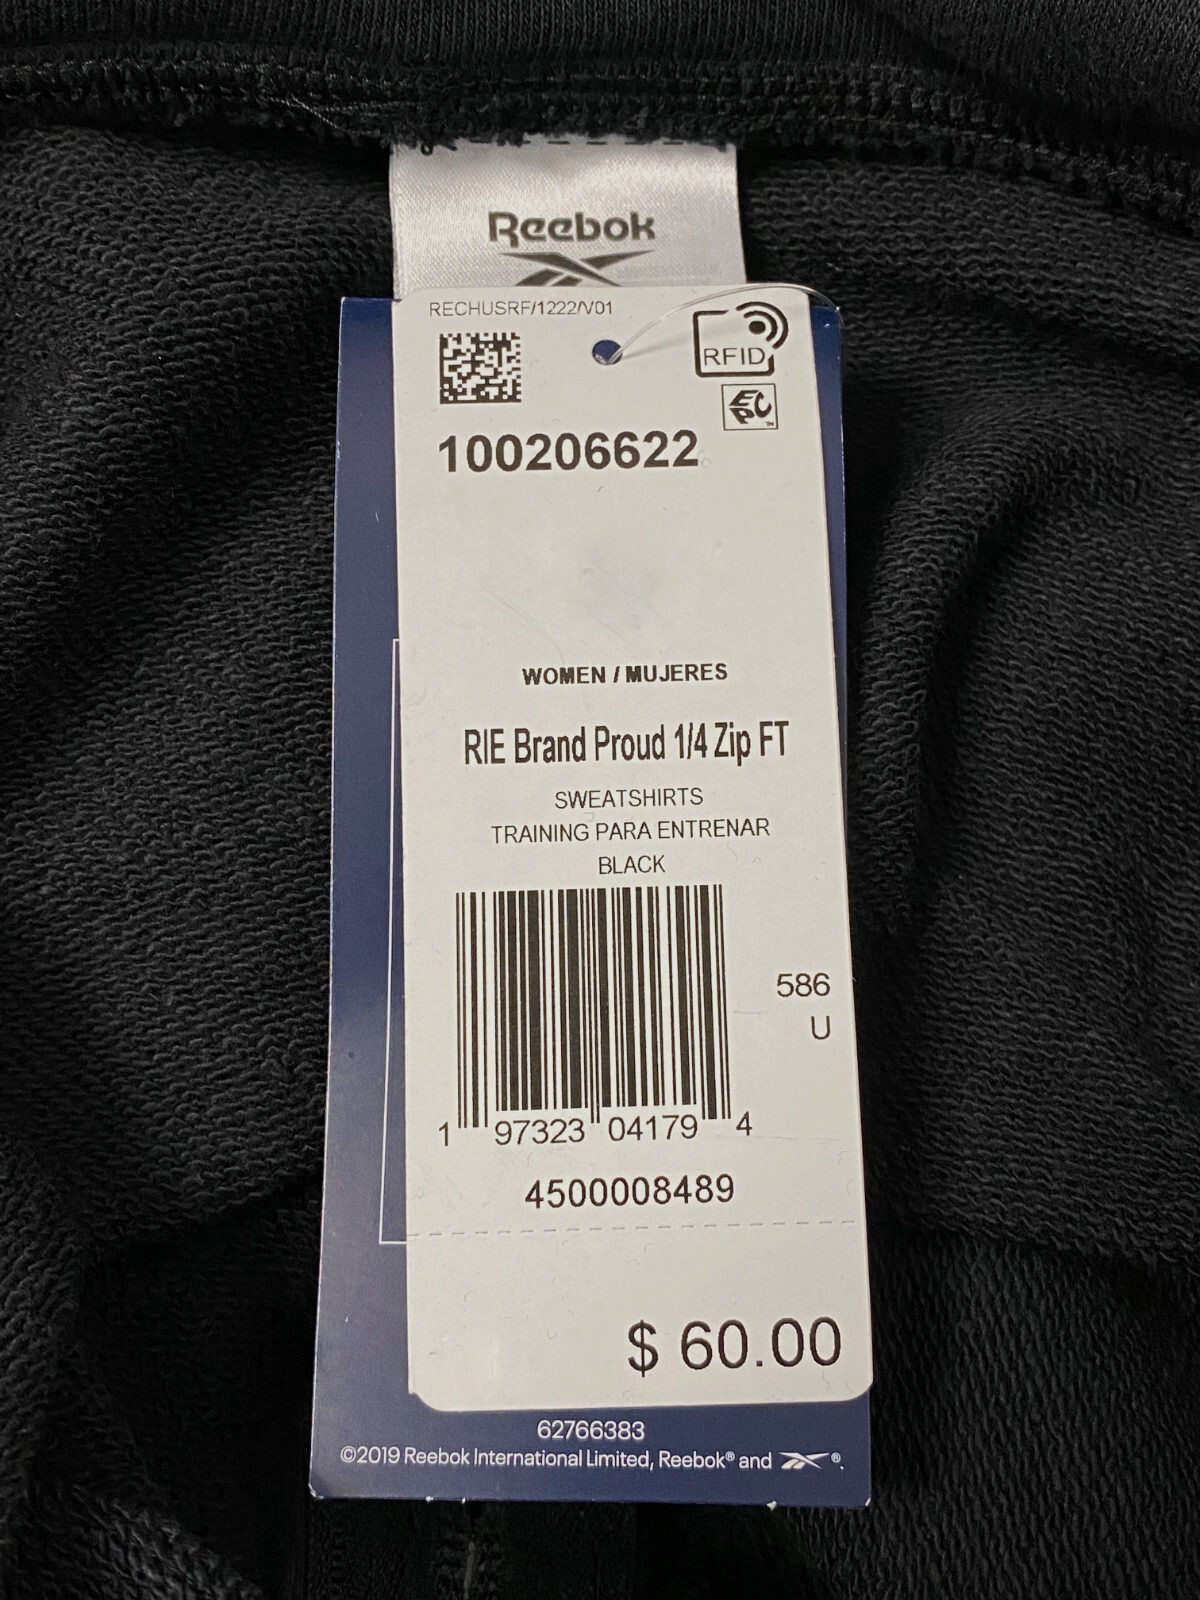 Reebok
RECHUSRF/1222/V01
RFID
EPC™
100206622
WOMEN / MUJERES
RIE Brand Proud 1/4 Zip FT
SWEATSHIRTS
TRAINING PARA ENTRENAR
BLACK
586
U
1 97323 04179 4
4500008489
$ 60.00
62766383
©2019 Reebok International Limited, Reebok® and ®.